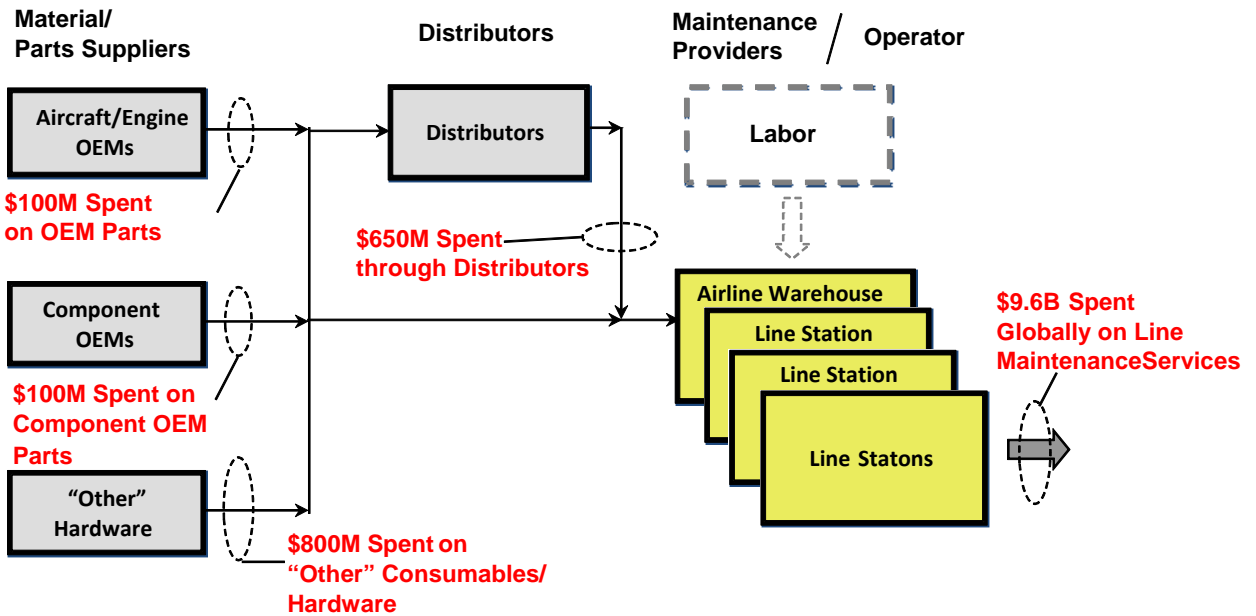 Material/
Parts Suppliers
Distributors
Maintenance
Providers
/
Operator
Aircraft/Engine
OEMs
Distributors
Labor
$100M Spent
on OEM Parts
$650M Spent
through Distributors
Component
OEMs
Airline Warehouse
Line Station
Line Station
Line Statons
$9.6B Spent
Globally on Line
MaintenanceServices
$100M Spent on
Component OEM
Parts
“Other”
Hardware
$800M Spent on
“Other” Consumables/
Hardware